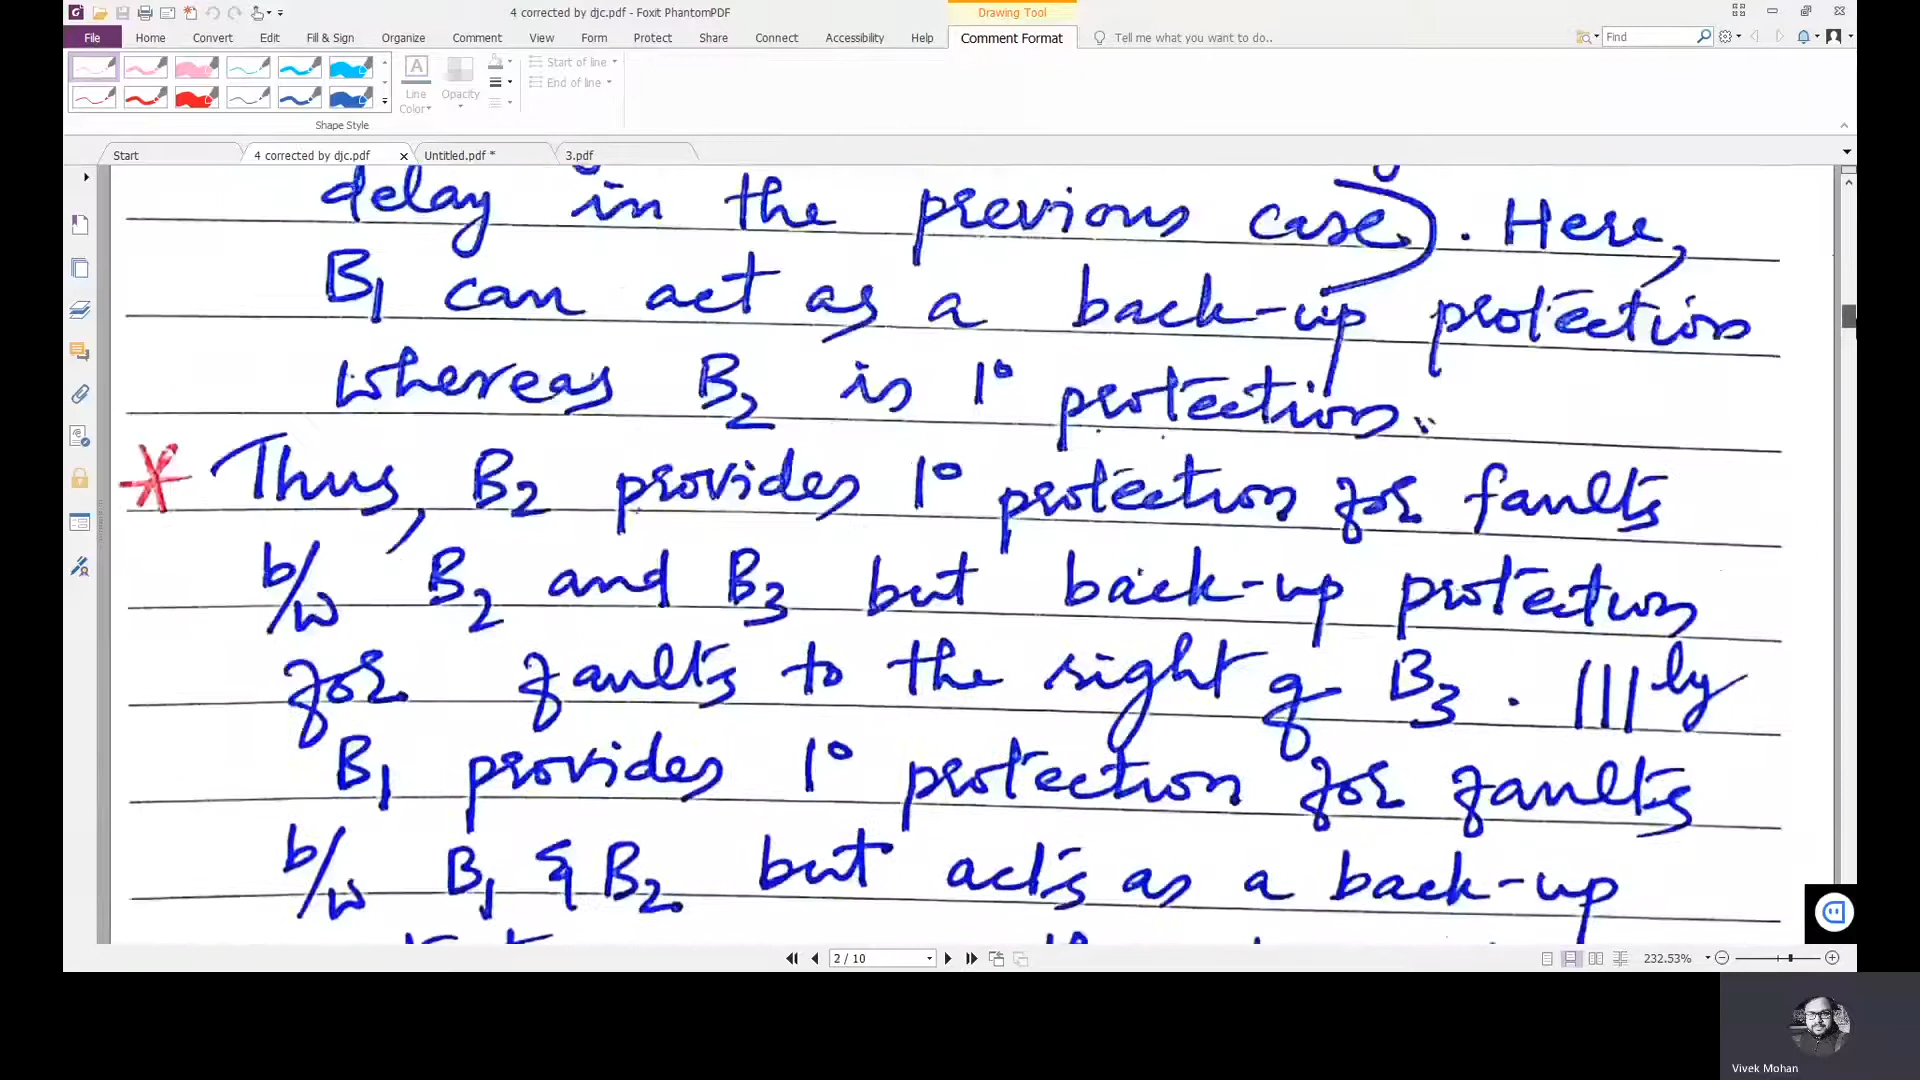 4 corrected by djc.pdf - Foxit PhantomPDF
Drawing Tool
File Home Convert Edit Fill & Sign Organize Comment View Form Protect Share Connect Accessibility Help Comment Format Tell me what you want to do.. Find
Line Color
Opacity
Start of line
End of line
Shape Style
Start 4 corrected by djc.pdf Untitled.pdf * 3.pdf
delay in the previous case). Here,
B1 can act as a back-up protection
whereas B2 is 1° protection.
* Thus, B2 provides 1° protection for faults
b/w B2 and B3 but back-up protection
for faults to the right of B3. |||ly
B1 provides 1° protection for faults
b/w B1 & B2 but acts as a back-up
2 / 10
232.53%
Vivek Mohan